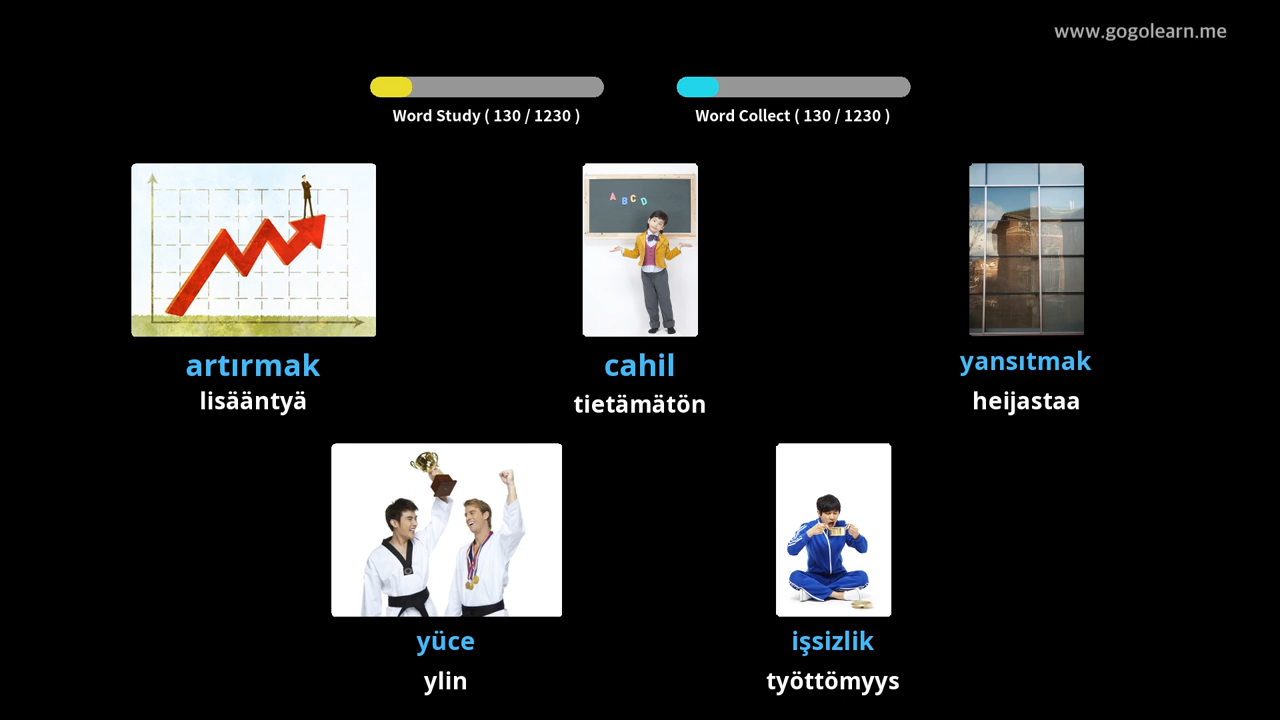 www.gogolearn.me
Word Study ( 130 / 1230 )
Word Collect ( 130 / 1230 )
A B C D
artırmak
lisääntyä
cahil
tietämätön
yansıtmak
heijastaa
yüce
ylin
işsizlik
työttömyys